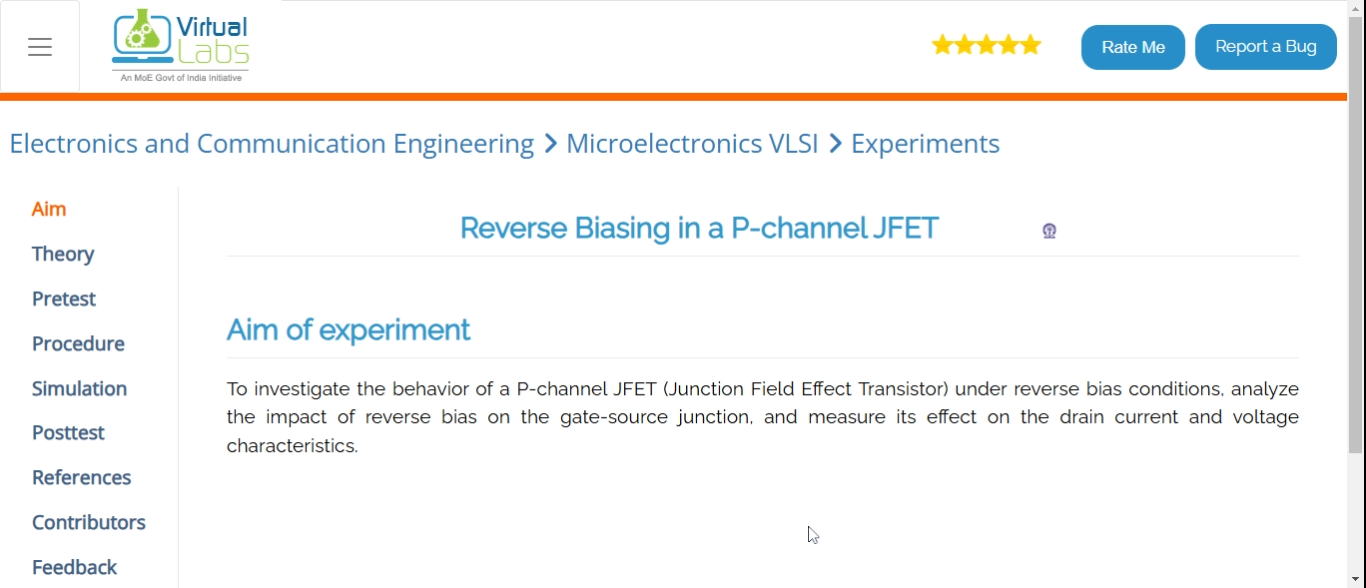 Virtual
Labs
An MoE Govt of India Initiative
Rate Me
Report a Bug
Electronics and Communication Engineering > Microelectronics VLSI > Experiments
Aim
Theory
Pretest
Procedure
Simulation
Posttest
References
Contributors
Feedback
Reverse Biasing in a P-channel JFET
Aim of experiment
To investigate the behavior of a P-channel JFET (Junction Field Effect Transistor) under reverse bias conditions, analyze
the impact of reverse bias on the gate-source junction, and measure its effect on the drain current and voltage
characteristics.